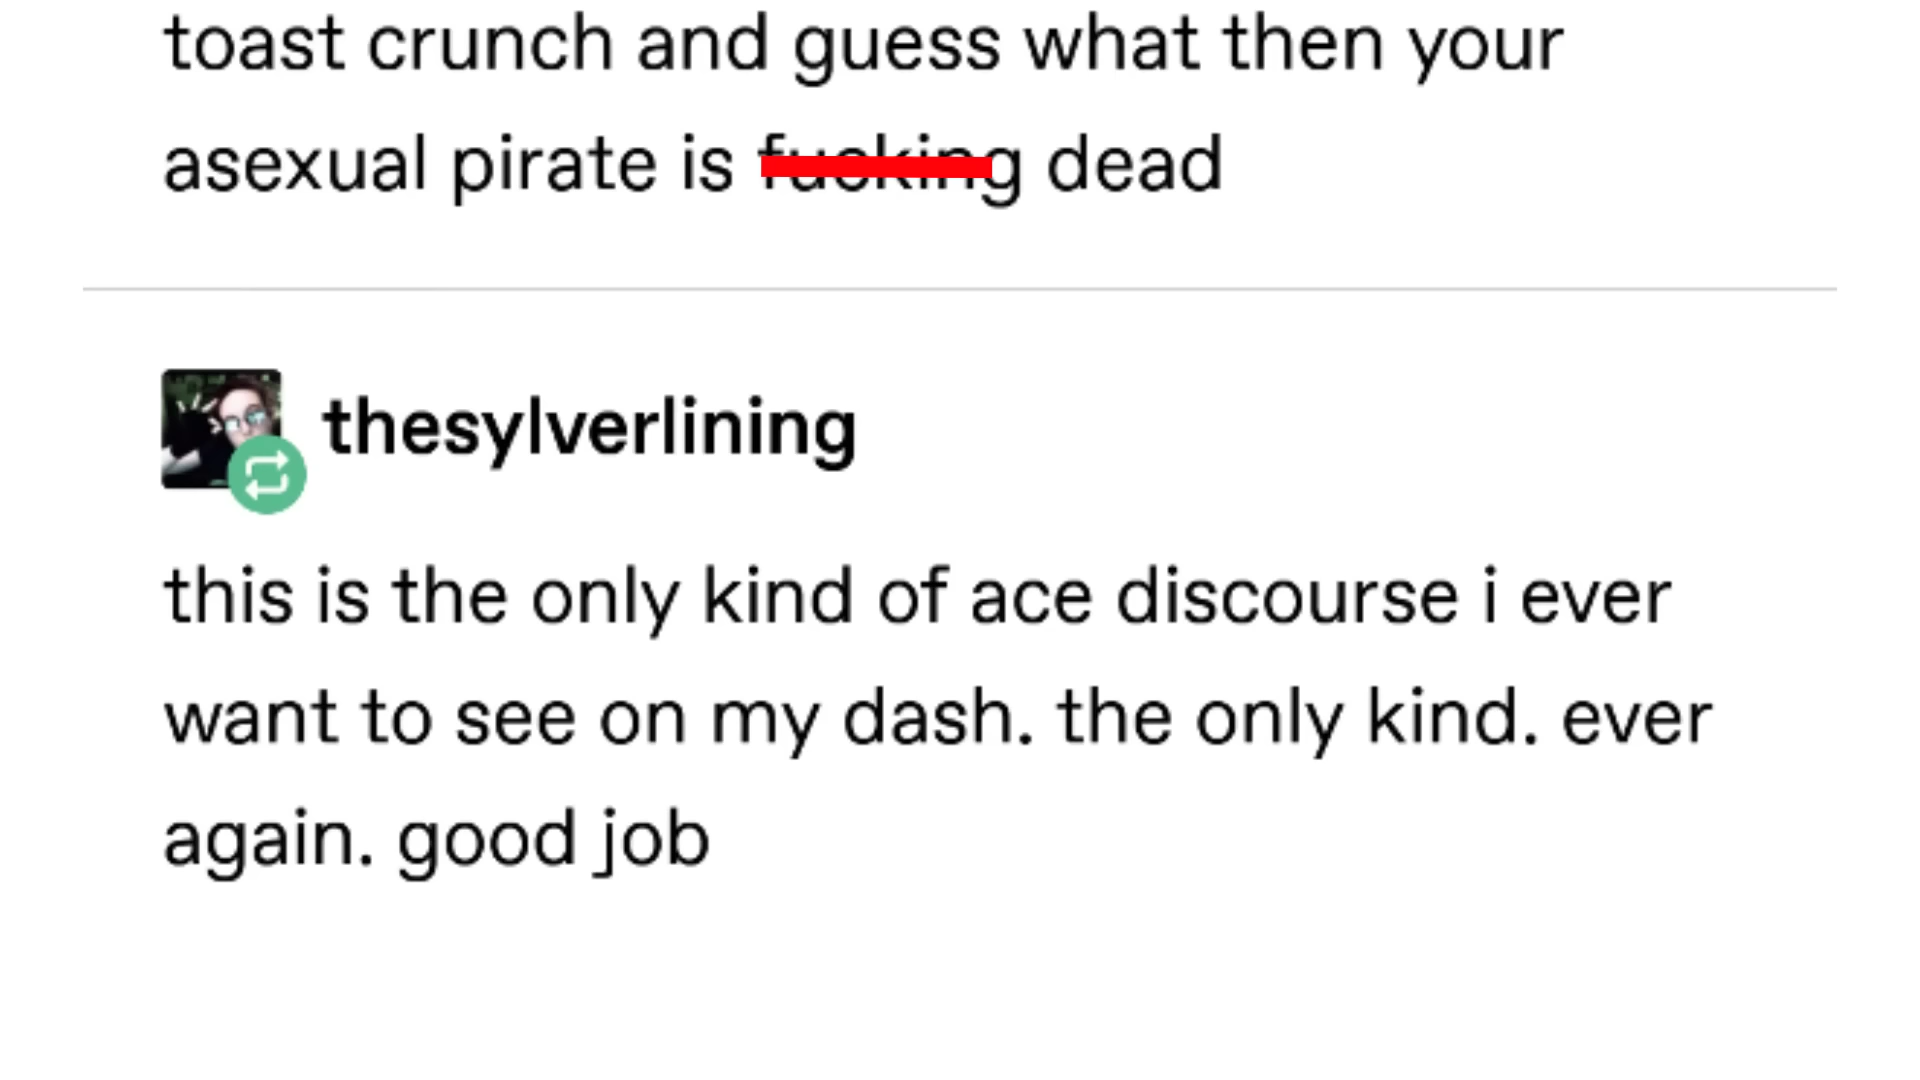 toast crunch and guess what then your
asexual pirate is fucking dead
thesylverlining
this is the only kind of ace discourse i ever
want to see on my dash. the only kind. ever
again. good job